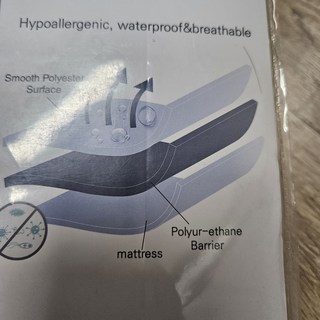 Hypoallergenic, waterproof&breathable
Smooth Polyester
Surface
Polyur-ethane
Barrier
mattress